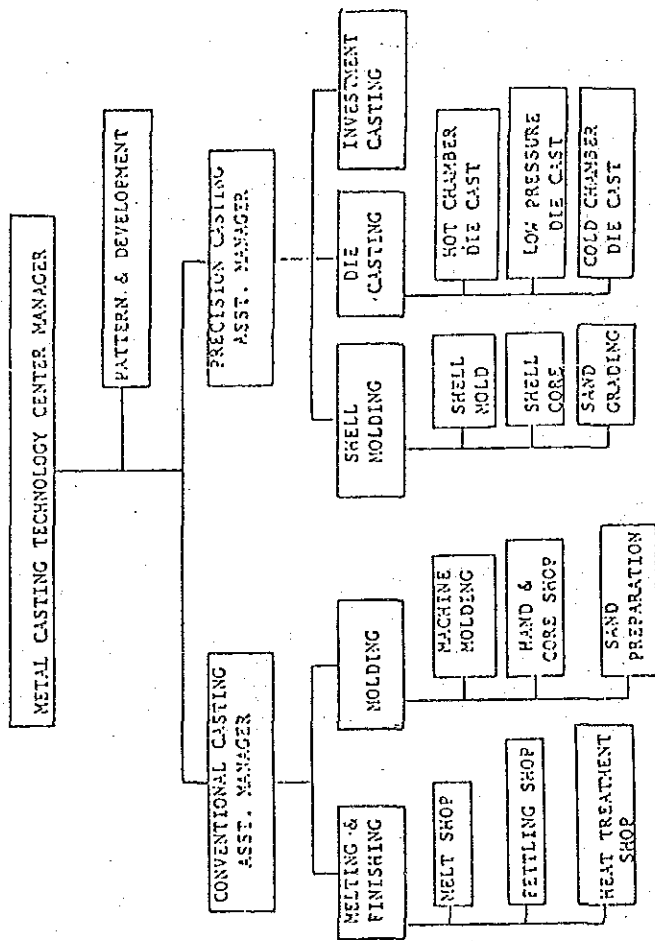 METAL CASTING TECHNOLOGY CENTER MANAGER
PATTERN & DEVELOPMENT
CONVENTIONAL CASTING
ASST. MANAGER
PRECISION CASTING
ASST. MANAGER
MELTING &
FINISHING
MOLDING
SHELL
MOLDING
DIE
CASTING
INVESTMENT
CASTING
MELT SHOP
FETTLING SHOP
HEAT TREATMENT
SHOP
MACHINE
MOLDING
HAND &
CORE SHOP
SAND
PREPARATION
SHELL
MOLD
SHELL
CORE
SAND
GRADING
HOT CHAMBER
DIE CAST
LOW PRESSURE
DIE CAST
COLD CHAMBER
DIE CAST